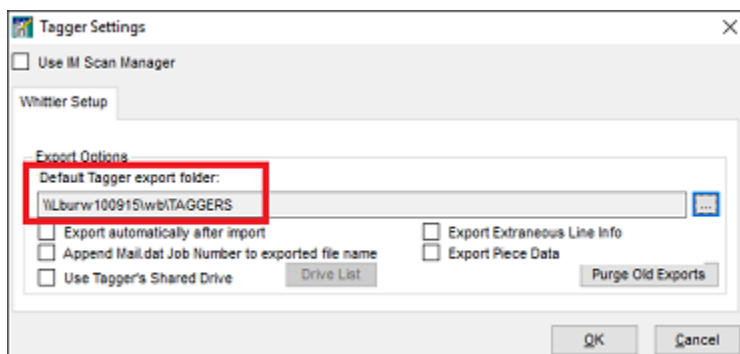 Tagger Settings
Use IM Scan Manager
Whittier Setup
Export Options
Default Tagger export folder:
\\Lburw100915\wb\TAGGERS
...
Export automatically after import
Export Extraneous Line Info
Append Mail.dat Job Number to exported file name
Export Piece Data
Use Tagger's Shared Drive
Drive List
Purge Old Exports
OK
Cancel